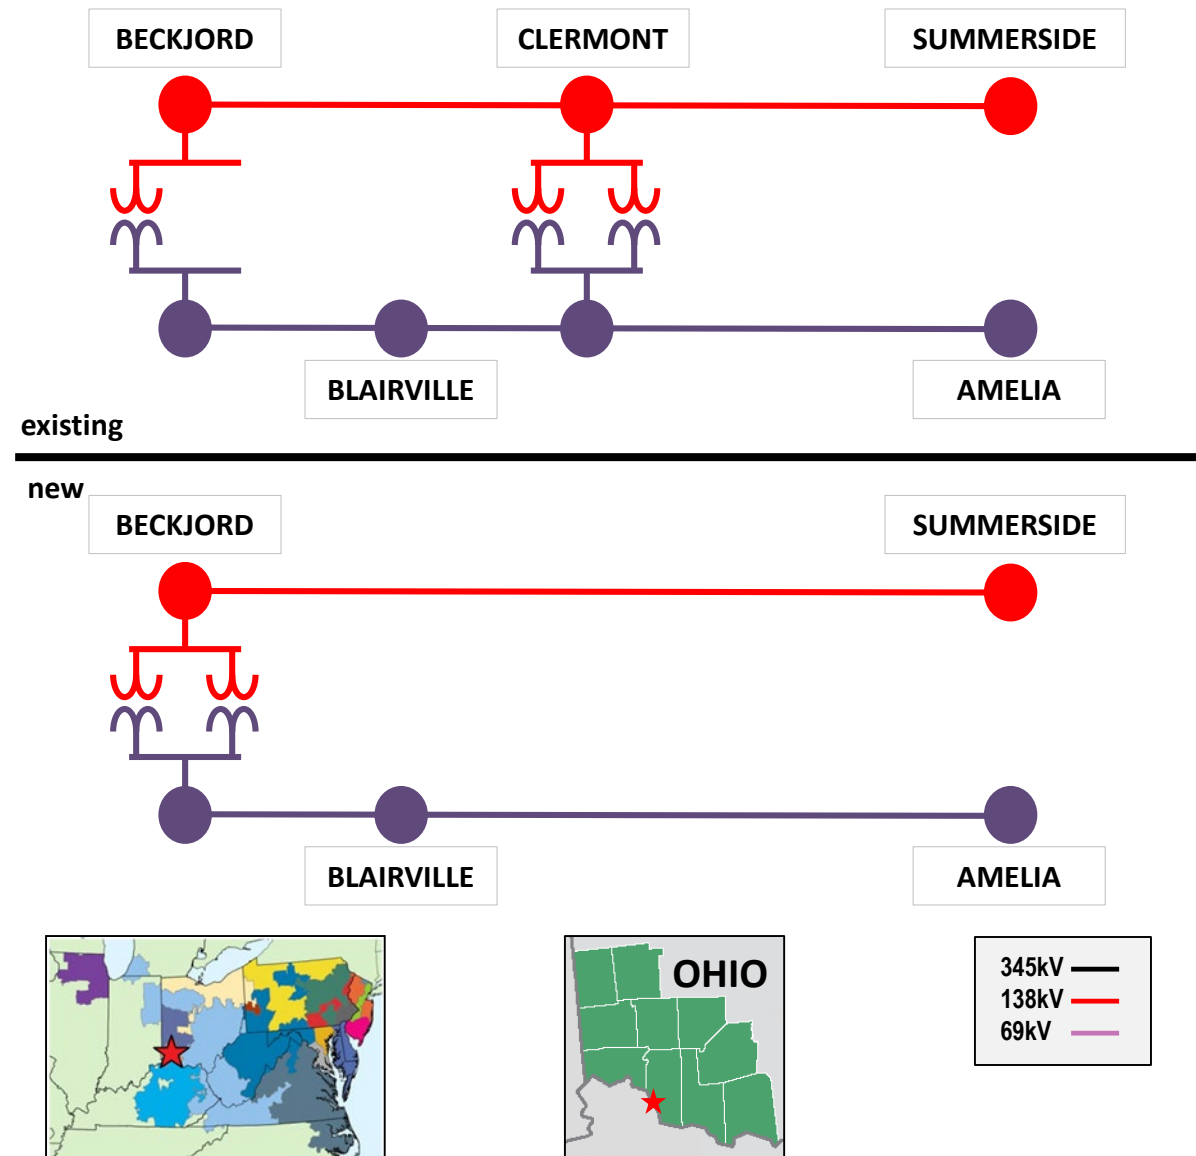 BECKJORD
CLERMONT
SUMMERSIDE
BLAIRVILLE
AMELIA
existing
new
BECKJORD
SUMMERSIDE
BLAIRVILLE
AMELIA
OHIO
345kV
138kV
69kV